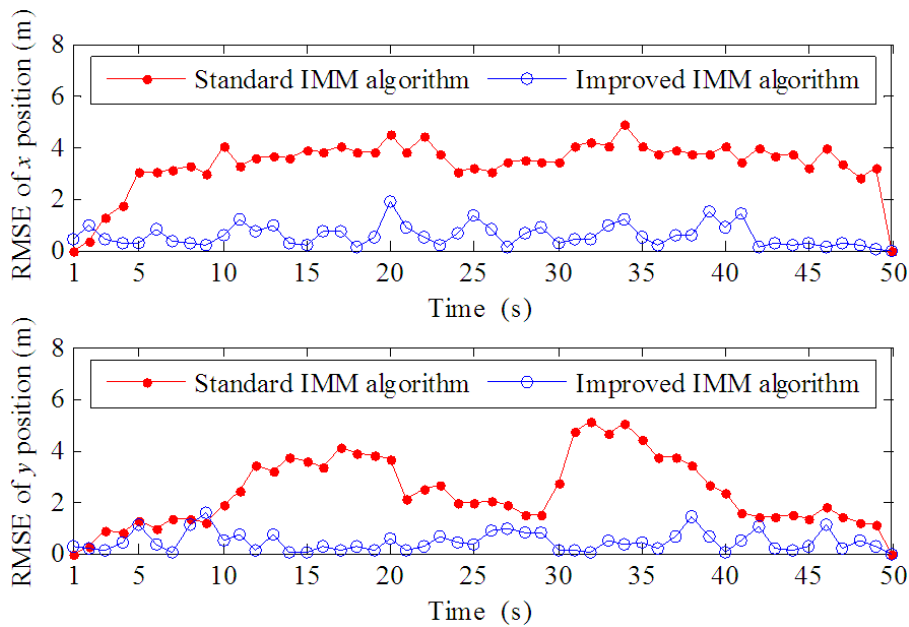 RMSE of x position (m)
8
6
4
2
0
Standard IMM algorithm
Improved IMM algorithm
1 5 10 15 20 25 30 35 40 45 50
Time (s)
RMSE of y position (m)
8
6
4
2
0
Standard IMM algorithm
Improved IMM algorithm
1 5 10 15 20 25 30 35 40 45 50
Time (s)